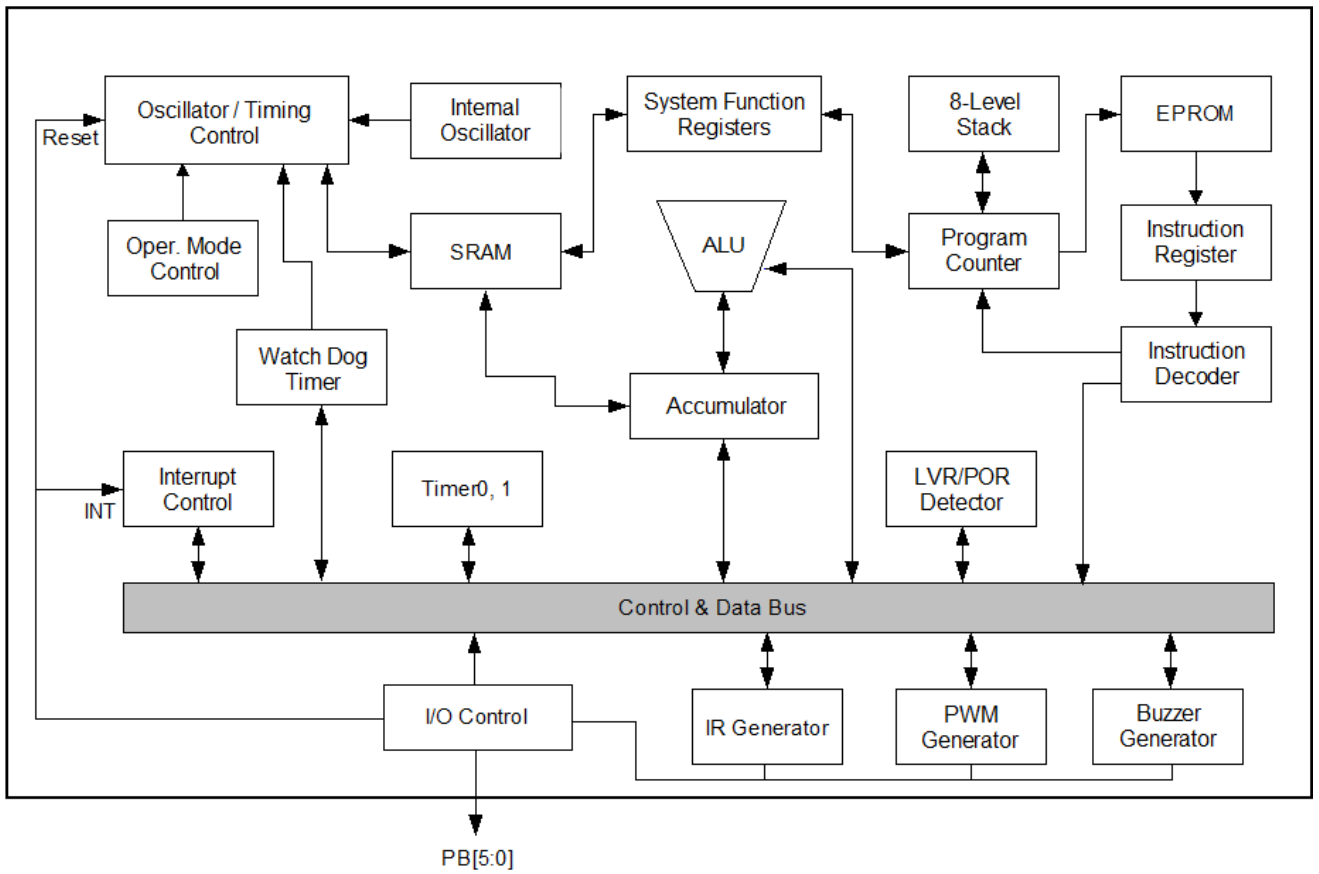 Oscillator / Timing
Control
Reset
Internal
Oscillator
System Function
Registers
8-Level
Stack
EPROM
Oper. Mode
Control
SRAM
ALU
Program
Counter
Instruction
Register
Watch Dog
Timer
Accumulator
Instruction
Decoder
Interrupt
Control
INT
Timer0, 1
LVR/POR
Detector
Control & Data Bus
I/O Control
IR Generator
PWM
Generator
Buzzer
Generator
PB[5:0]